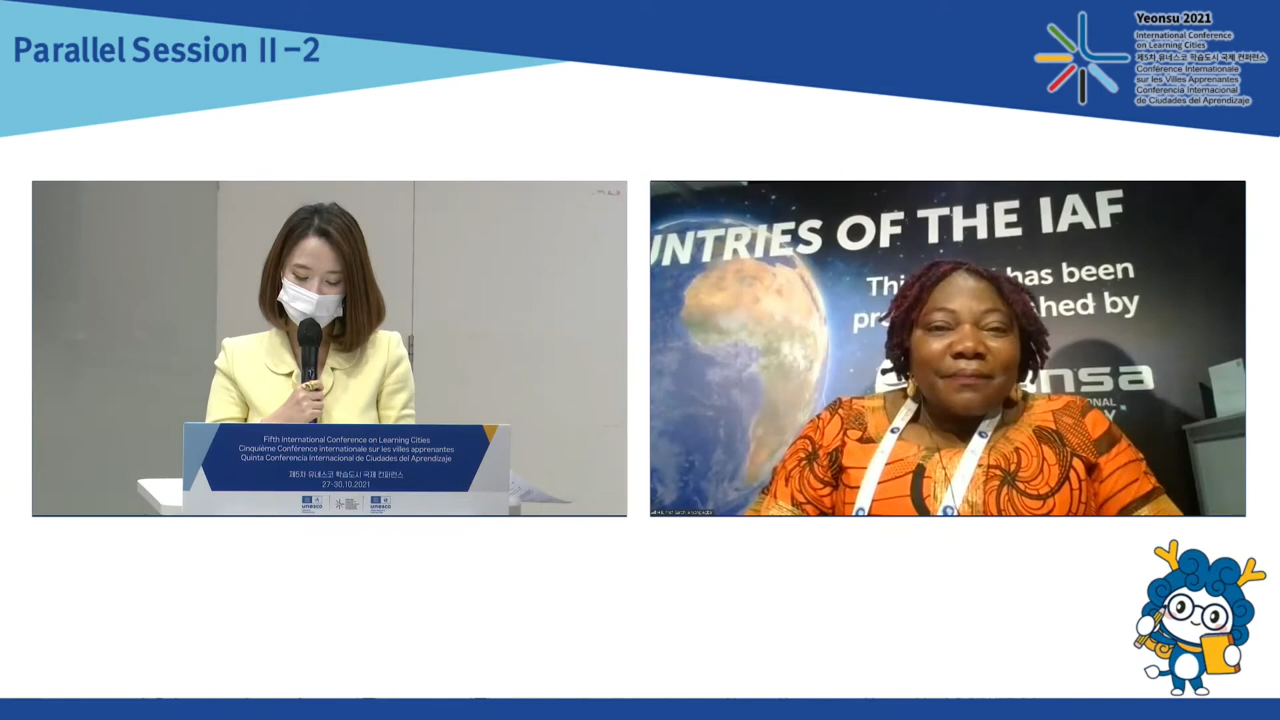 Parallel Session II-2
Yeonsu 2021
International Conference
on Learning Cities
제5차 유네스코 학습도시 국제 컨퍼런스
Conférence Internationale
sur les Villes Apprenantes
Conferencia Internacional
de Ciudades del Aprendizaje
Fifth International Conference on Learning Cities
Cinquième Conférence internationale sur les villes apprenantes
Quinta Conferencia Internacional de Ciudades del Aprendizaje
제5차 유네스코 학습도시 국제 컨퍼런스
27-30.10.2021
unesco
unesco
UNTRIES OF THE IAF
has been
hed by
nsa